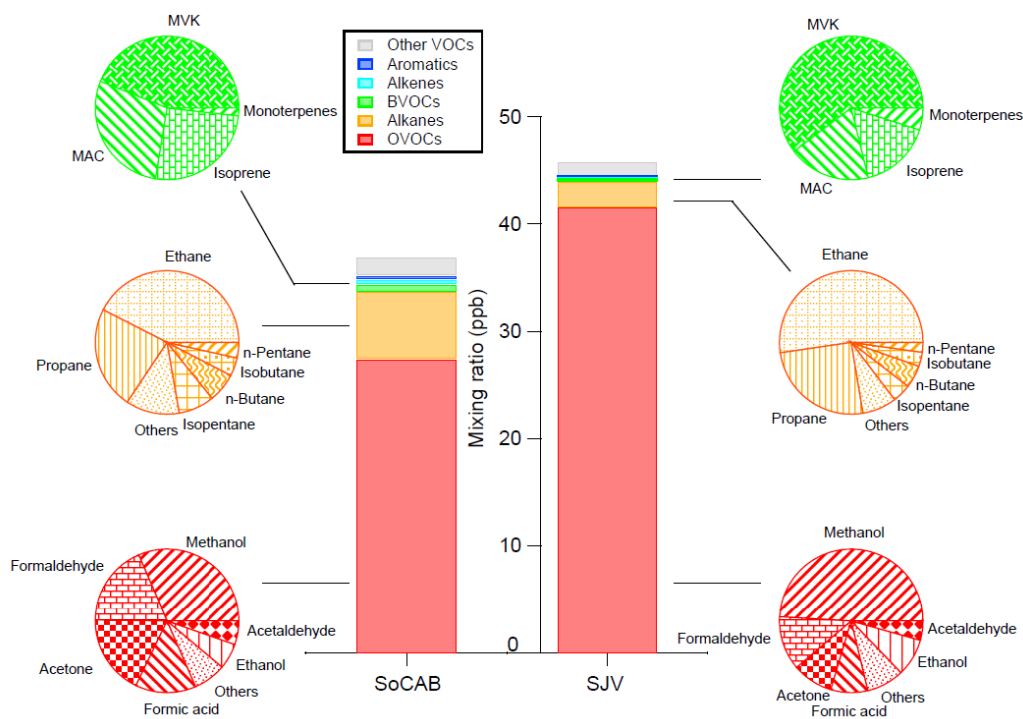 MVK
Monoterpenes
MAC
Isoprene
Other VOCs
Aromatics
Alkenes
BVOCs
Alkanes
OVOCs
MVK
Monoterpenes
MAC
Isoprene
Ethane
Propane
n-Pentane
Isobutane
n-Butane
Isopentane
Others
50
40
30
20
10
0
Mixing ratio (ppb)
Ethane
n-Pentane
Isobutane
n-Butane
Isopentane
Propane
Others
Methanol
Formaldehyde
Acetaldehyde
Acetone
Ethanol
Others
Formic acid
SoCAB
SJV
Methanol
Formaldehyde
Acetaldehyde
Ethanol
Acetone
Others
Formic acid